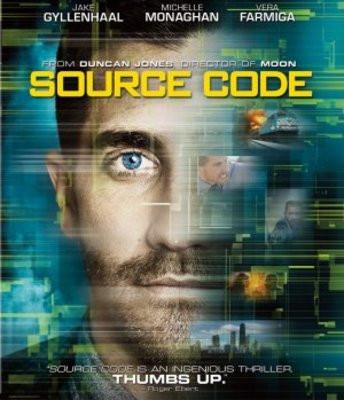 JAKE MICHELLE VERA
GYLLENHAAL MONAGHAN FARMIGA
FROM DUNCAN JONES DIRECTOR OF MOON
SOURCE CODE
"SOURCE CODE IS AN INGENIOUS THRILLER.
THUMBS UP."
- Roger Ebert